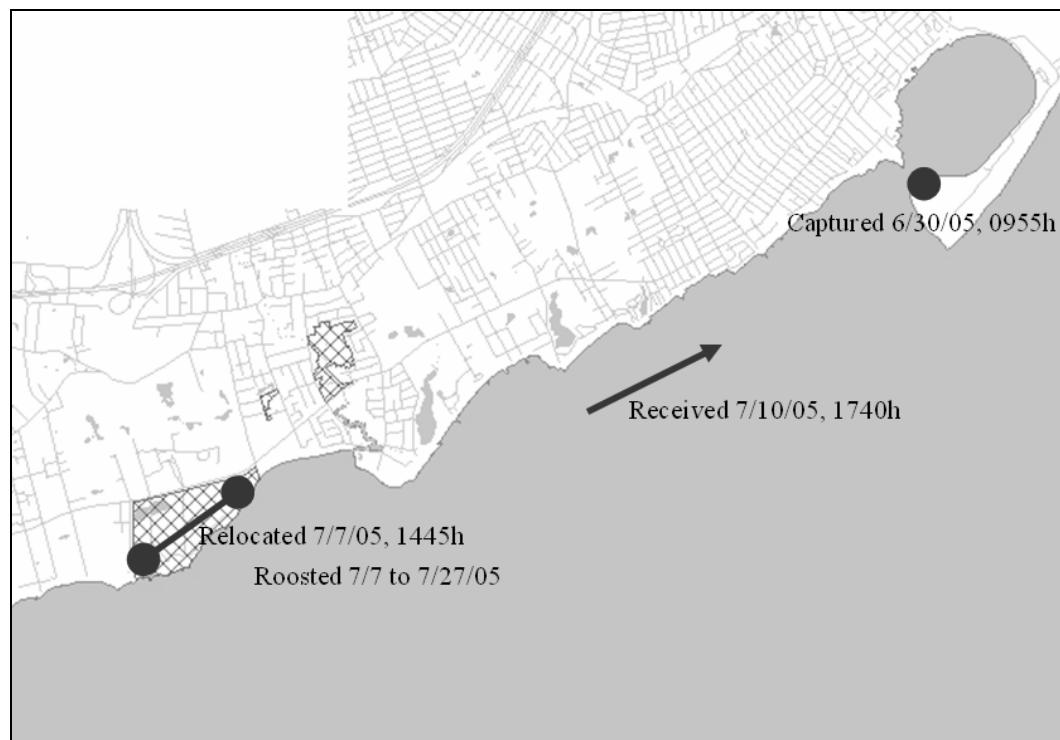 Captured 6/30/05, 0955h
Received 7/10/05, 1740h
Relocated 7/7/05, 1445h
Roosted 7/7 to 7/27/05